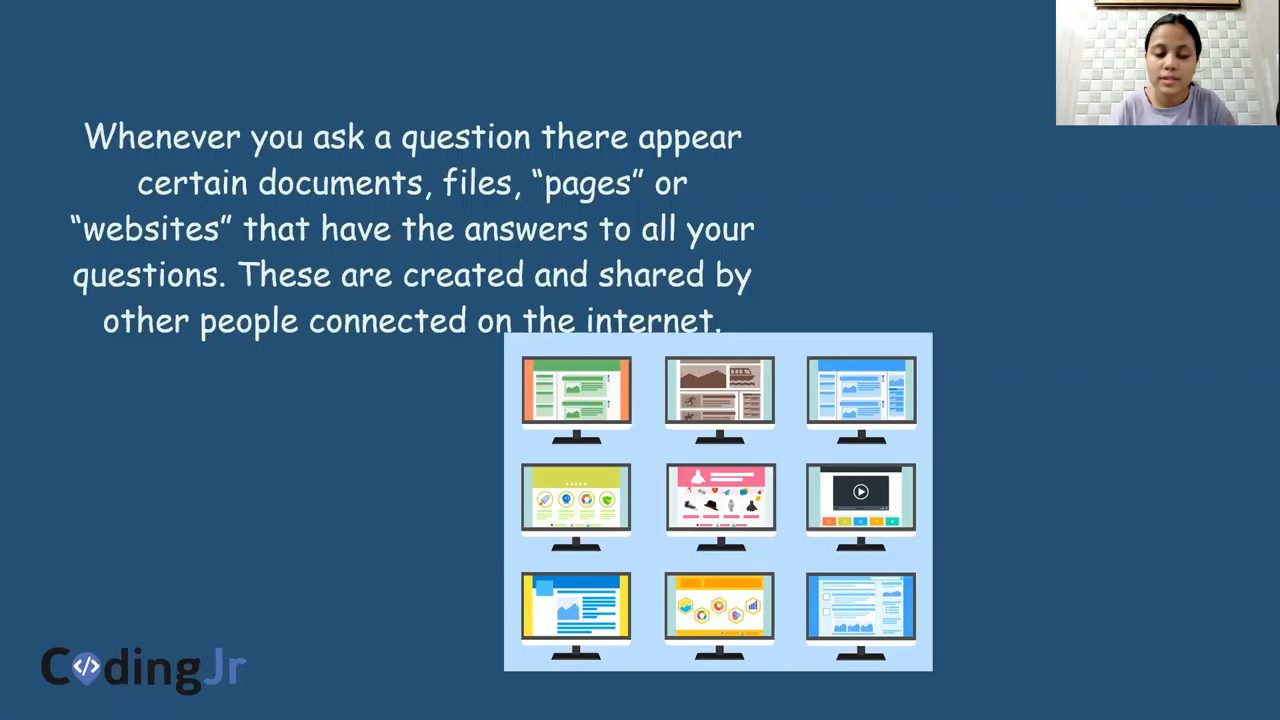 Whenever you ask a question there appear
certain documents, files, “pages” or
“websites” that have the answers to all your
questions. These are created and shared by
other people connected on the internet.
C</>dingJr